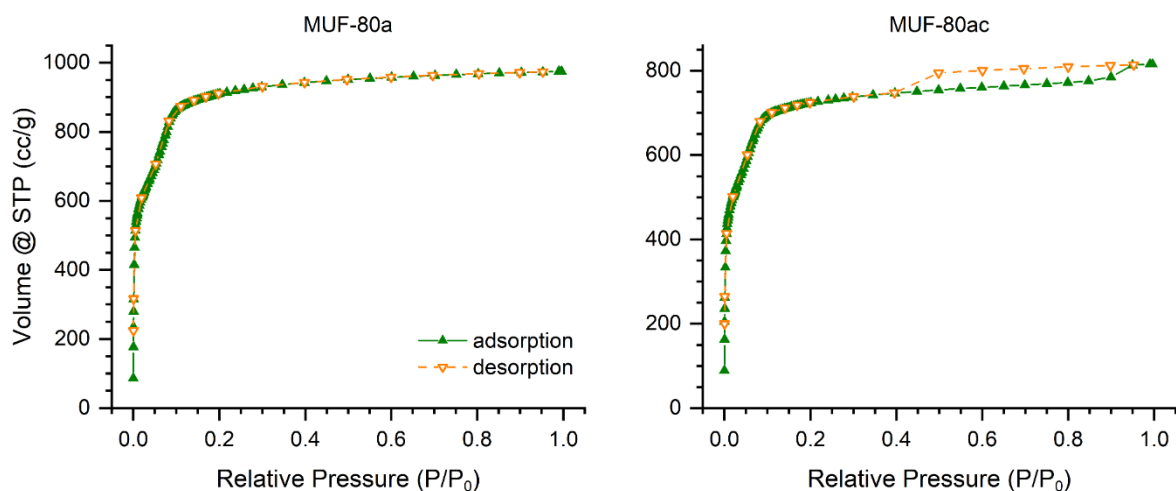 MUF-80a
1000
800
600
400
200
0
Volume @ STP (cc/g)
adsorption
desorption
0.0 0.2 0.4 0.6 0.8 1.0
Relative Pressure (P/P₀)
MUF-80ac
800
600
400
200
0
0.0 0.2 0.4 0.6 0.8 1.0
Relative Pressure (P/P₀)